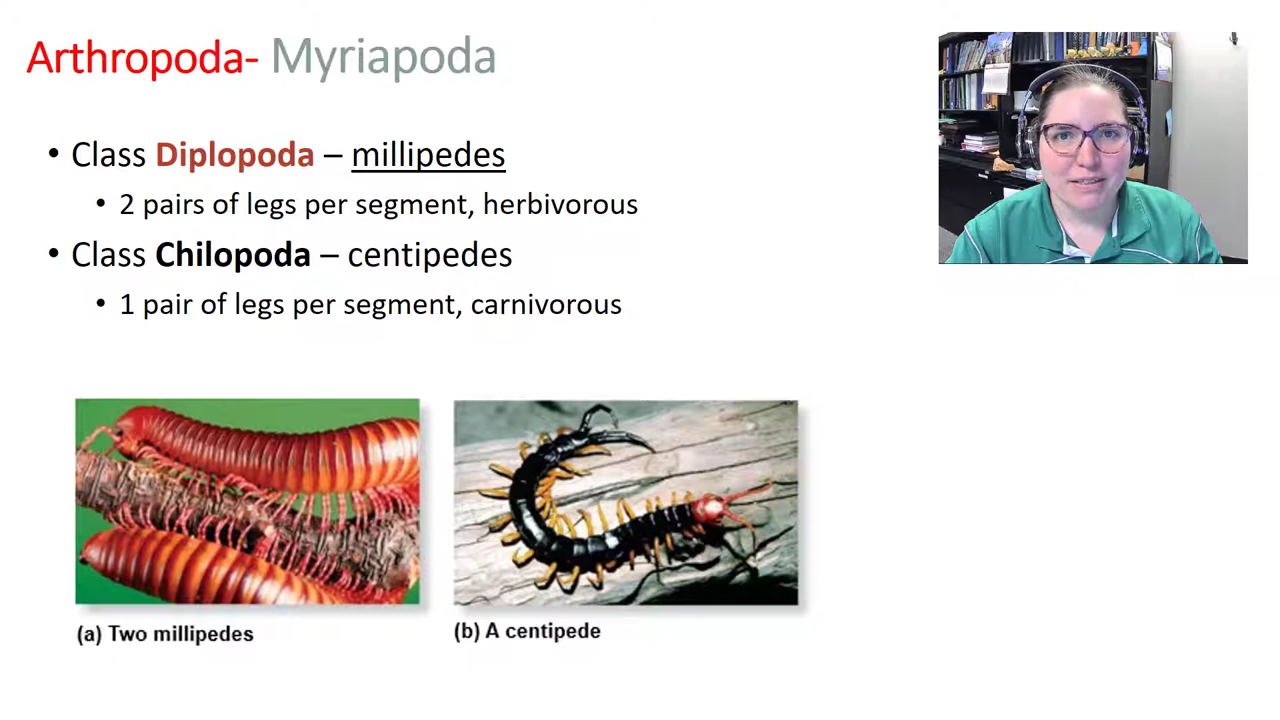 Arthropoda- Myriapoda
• Class Diplopoda – millipedes
• 2 pairs of legs per segment, herbivorous
• Class Chilopoda – centipedes
• 1 pair of legs per segment, carnivorous
(a) Two millipedes
(b) A centipede